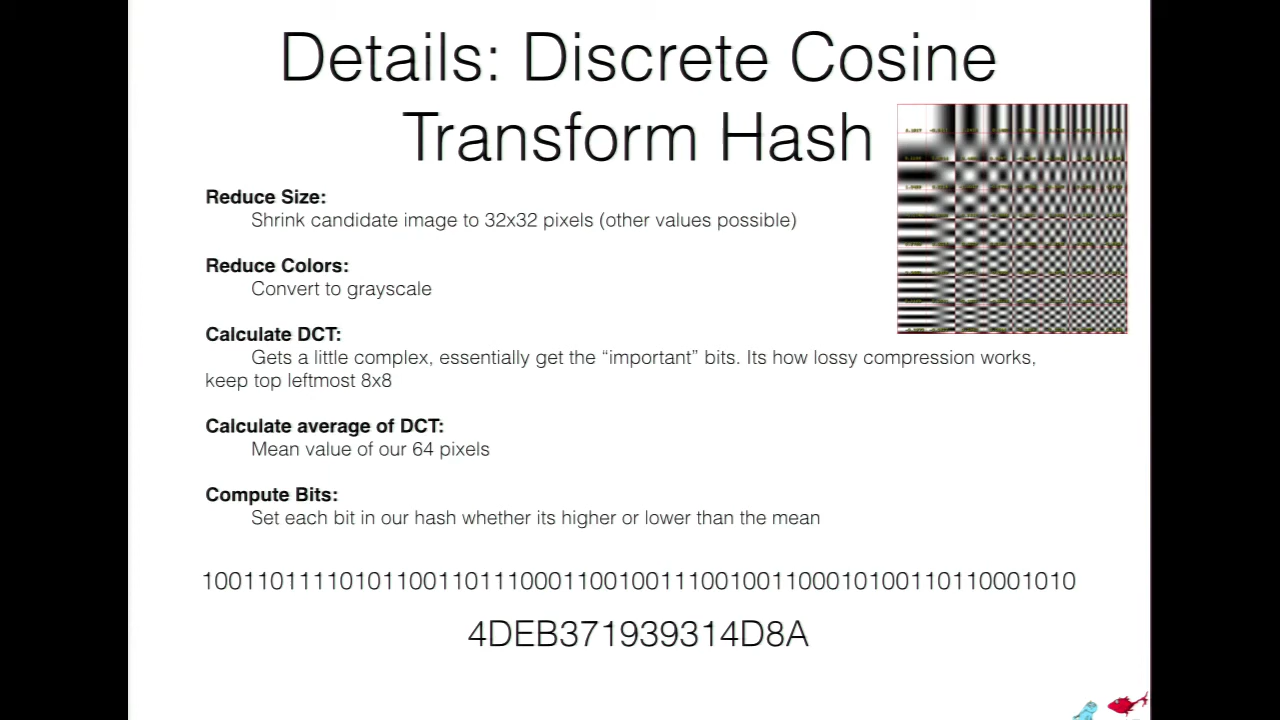 Details: Discrete Cosine
Transform Hash
Reduce Size:
Shrink candidate image to 32x32 pixels (other values possible)
Reduce Colors:
Convert to grayscale
Calculate DCT:
Gets a little complex, essentially get the “important” bits. Its how lossy compression works,
keep top leftmost 8x8
Calculate average of DCT:
Mean value of our 64 pixels
Compute Bits:
Set each bit in our hash whether its higher or lower than the mean
100110111101011001101110001100100111001001100010100110110001010
4DEB371939314D8A